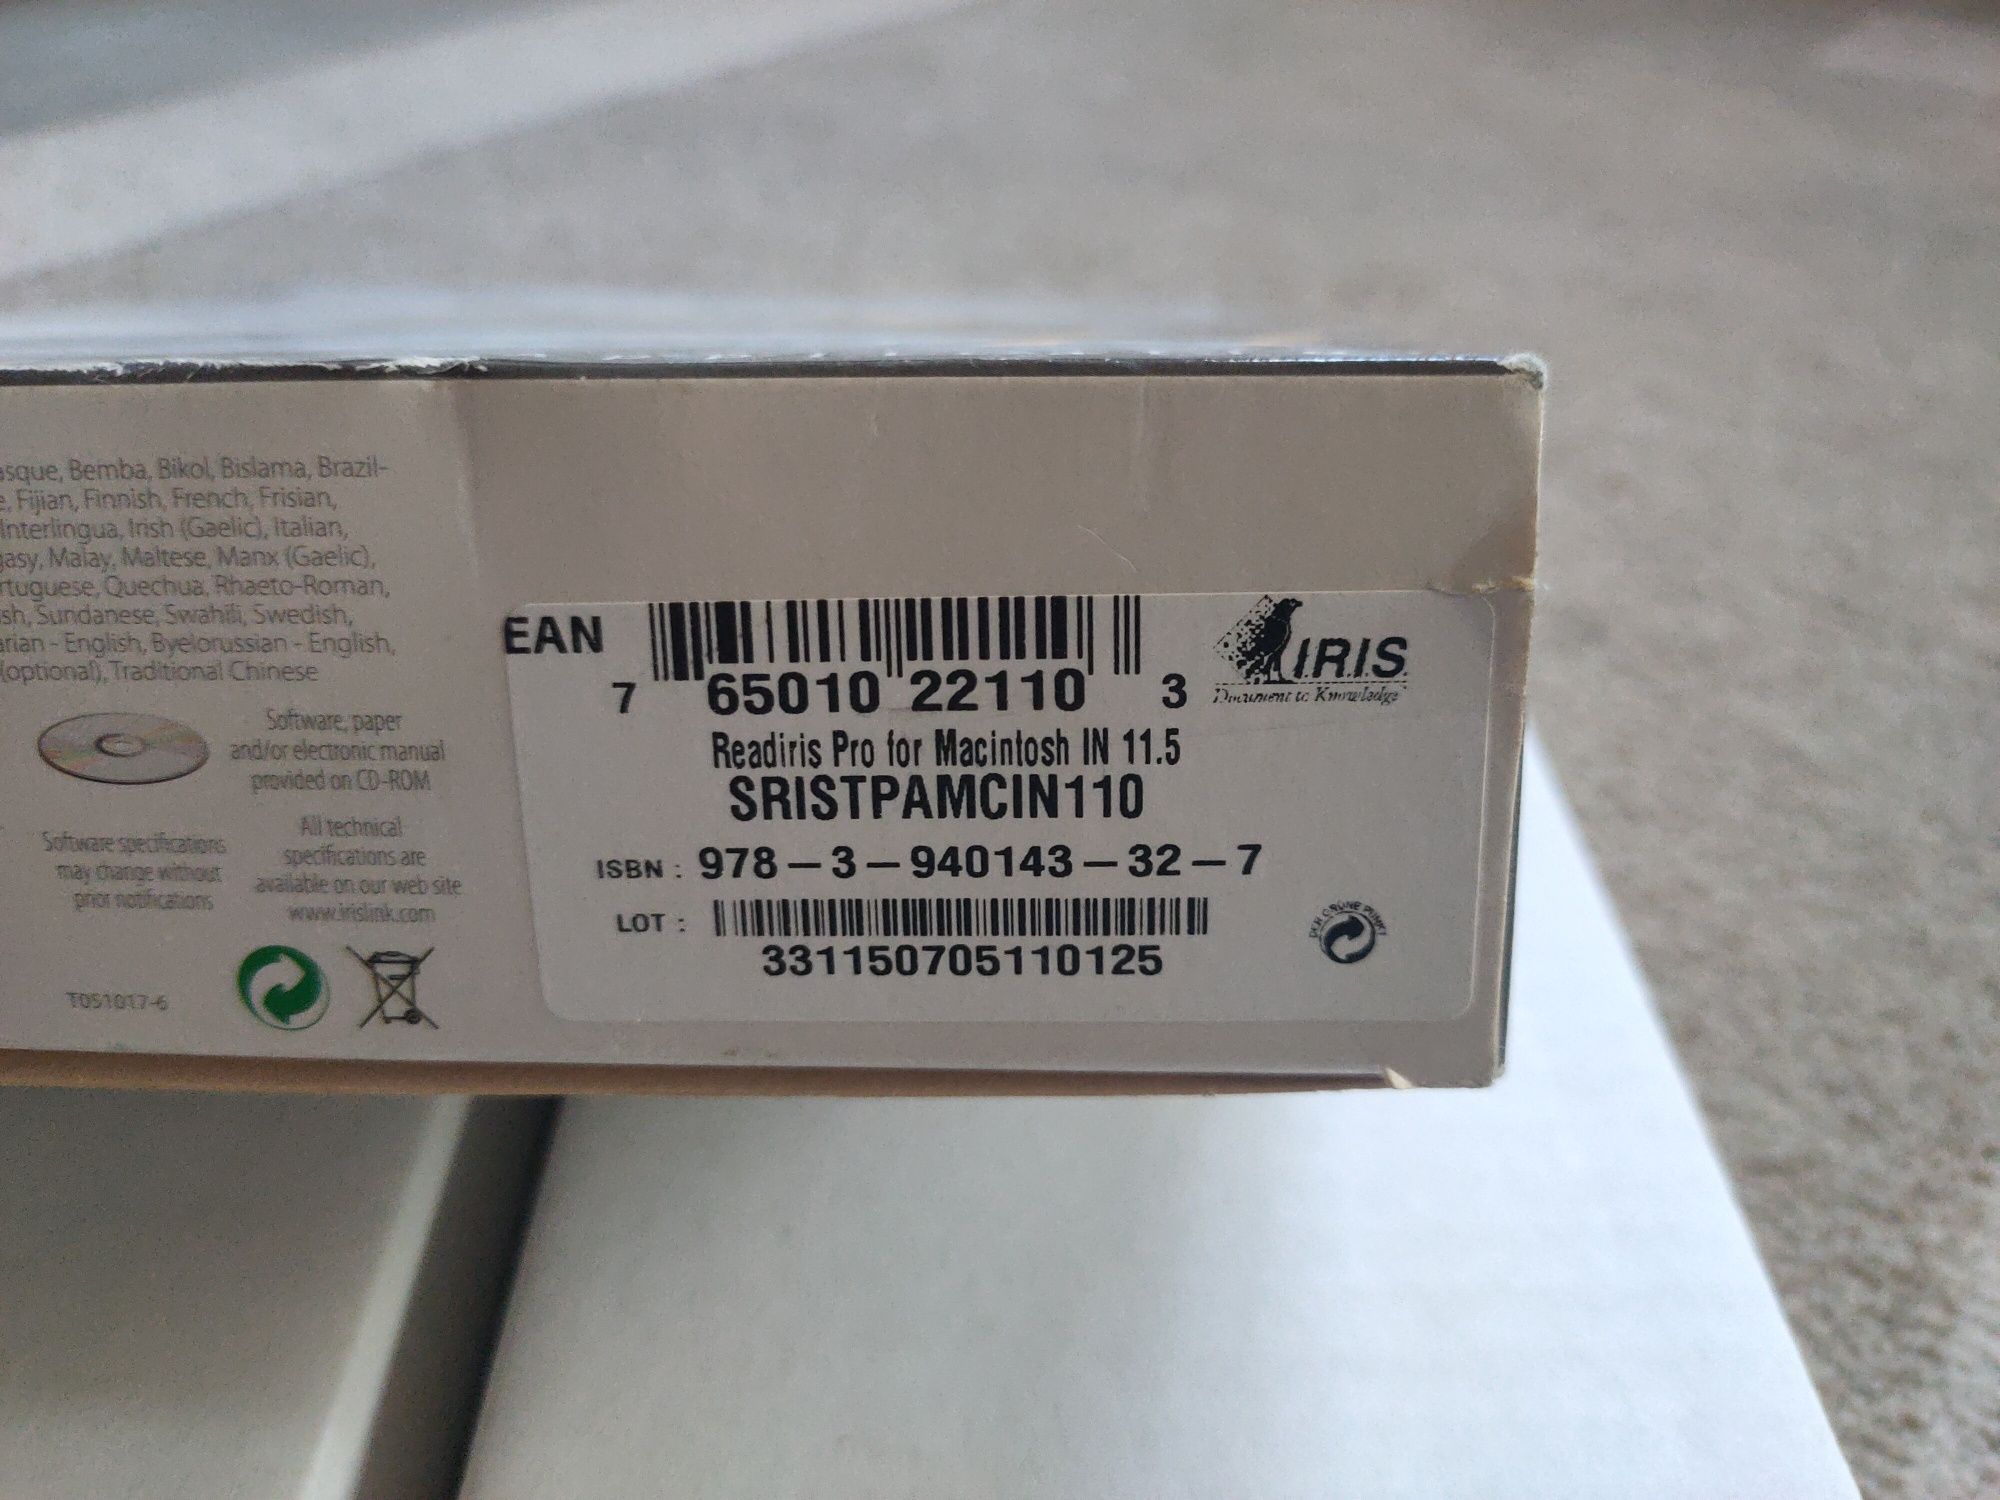 asque, Bemba, Bikol, Bislama, Brazil-
e, Fijian, Finnish, French, Frisian,
Interlingua, Irish (Gaelic), Italian,
gasy, Malay, Maltese, Manx (Gaelic),
rtuguese, Quechua, Rhaeto-Roman,
sh, Sundanese, Swahili, Swedish,
arian - English, Byelorussian - English,
(optional), Traditional Chinese
Software, paper
and/or electronic manual
provided on CD-ROM
Software specifications
may change without
prior notifications
All technical
specifications are
available on our web site
www.irislink.com
T051017-6
EAN
7 65010 22110 3
I.R.I.S.
Document to Knowledge
Readiris Pro for Macintosh IN 11.5
SRISTPAMCIN110
ISBN : 978-3-940143-32-7
LOT :
331150705110125
DER GRÜNE PUNKT